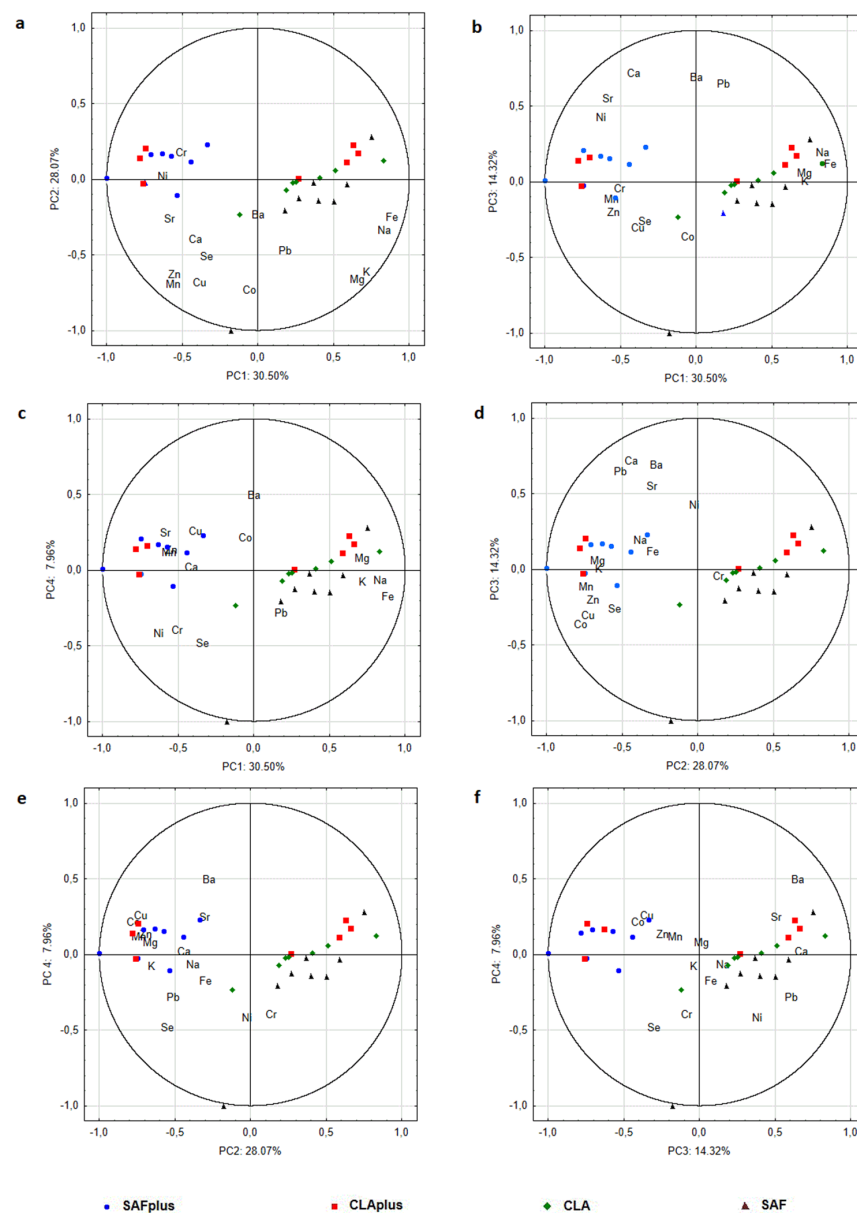 a
1,0
0,5
0,0
-0,5
-1,0
PC2: 28.07%
Cr
Ni
Sr
Ca
Se
Zn
Mn
Cu
Co
Ba
Pb
Fe
Na
K
Mg
-1,0 -0,5 0,0 0,5 1,0
PC1: 30.50%
b
1,0
0,5
0,0
-0,5
-1,0
PC3: 14.32%
Ca
Ba
Pb
Sr
Ni
Na
Fe
Mg
K
Cr
Mn
Zn
Se
Cu
Co
-1,0 -0,5 0,0 0,5 1,0
PC1: 30.50%
c
1,0
0,5
0,0
-0,5
-1,0
PC4: 7.96%
Ba
Sr
Cu
Co
Zn
Mn
Ca
Mg
K
Na
Fe
Pb
Ni
Cr
Se
-1,0 -0,5 0,0 0,5 1,0
PC1: 30.50%
d
1,0
0,5
0,0
-0,5
-1,0
PC3: 14.32%
Ca
Ba
Pb
Sr
Ni
Na
Fe
Mg
K
Cr
Mn
Zn
Se
Cu
Co
-1,0 -0,5 0,0 0,5 1,0
PC2: 28.07%
e
1,0
0,5
0,0
-0,5
-1,0
PC 4: 7.96%
Ba
Cu
Co
Sr
Zn
Mn
Mg
Ca
K
Na
Fe
Pb
Se
Ni
Cr
-1,0 -0,5 0,0 0,5 1,0
PC2: 28.07%
f
1,0
0,5
0,0
-0,5
-1,0
PC4: 7.96%
Ba
Cu
Co
Sr
Zn
Mn
Mg
Ca
K
Na
Fe
Pb
Se
Cr
Ni
-1,0 -0,5 0,0 0,5 1,0
PC3: 14.32%
SAFplus CLAplus CLA SAF